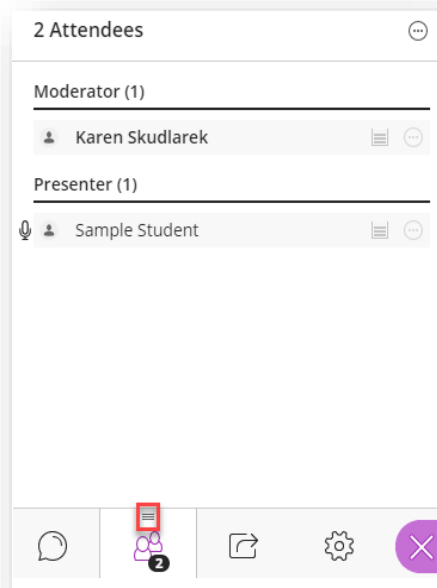 2 Attendees
Moderator (1)
Karen Skudlarek
Presenter (1)
Sample Student
2